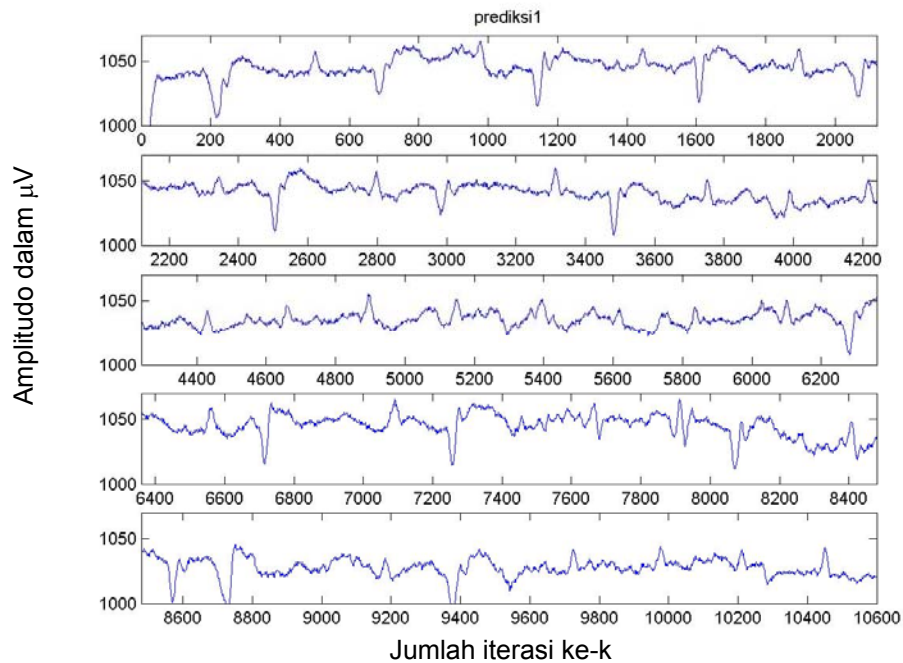 prediksi1
Amplitudo dalam μV
1050
1000
0 200 400 600 800 1000 1200 1400 1600 1800 2000
1050
1000
2200 2400 2600 2800 3000 3200 3400 3600 3800 4000 4200
1050
1000
4400 4600 4800 5000 5200 5400 5600 5800 6000 6200
1050
1000
6400 6600 6800 7000 7200 7400 7600 7800 8000 8200 8400
1050
1000
8600 8800 9000 9200 9400 9600 9800 10000 10200 10400 10600
Jumlah iterasi ke-k